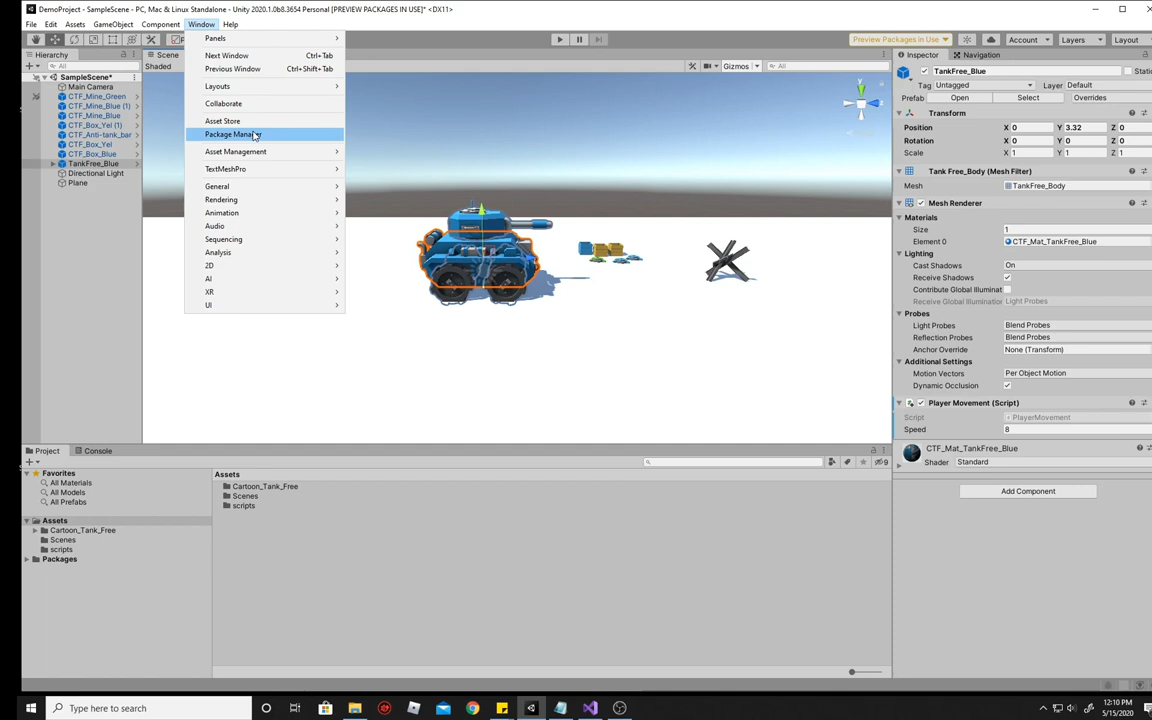 DemoProject - SampleScene - PC, Mac & Linux Standalone - Unity 2020.1.0b8.3654 Personal [PREVIEW PACKAGES IN USE]* <DX11>
File Edit Assets GameObject Component Window Help
Preview Packages in Use Account Layers Layout
Hierarchy
All
SampleScene*
Main Camera
CTF_Mine_Green
CTF_Mine_Blue (1)
CTF_Mine_Blue
CTF_Box_Yel (1)
CTF_Anti-tank_bar
CTF_Box_Yel
CTF_Box_Blue
TankFree_Blue
Directional Light
Plane
Scene
Shaded
Gizmos All
Panels
Next Window Ctrl+Tab
Previous Window Ctrl+Shift+Tab
Layouts
Collaborate
Asset Store
Package Manager
Asset Management
TextMeshPro
General
Rendering
Animation
Audio
Sequencing
Analysis
2D
AI
XR
UI
Inspector Navigation
TankFree_Blue Static
Tag Untagged Layer Default
Prefab Open Select Overrides
Transform
Position X 0 Y 3.32 Z 0
Rotation X 0 Y 0 Z 0
Scale X 1 Y 1 Z 1
Tank Free_Body (Mesh Filter)
Mesh TankFree_Body
Mesh Renderer
Materials
Size 1
Element 0 CTF_Mat_TankFree_Blue
Lighting
Cast Shadows On
Receive Shadows
Contribute Global Illuminat
Receive Global Illumination Light Probes
Probes
Light Probes Blend Probes
Reflection Probes Blend Probes
Anchor Override None (Transform)
Additional Settings
Motion Vectors Per Object Motion
Dynamic Occlusion
Player Movement (Script)
Script PlayerMovement
Speed 8
CTF_Mat_TankFree_Blue
Shader Standard
Add Component
Project Console
9
Favorites
All Materials
All Models
All Prefabs
Assets
Cartoon_Tank_Free
Scenes
scripts
Packages
Assets
Cartoon_Tank_Free
Scenes
scripts
Type here to search
12:10 PM
5/15/2020